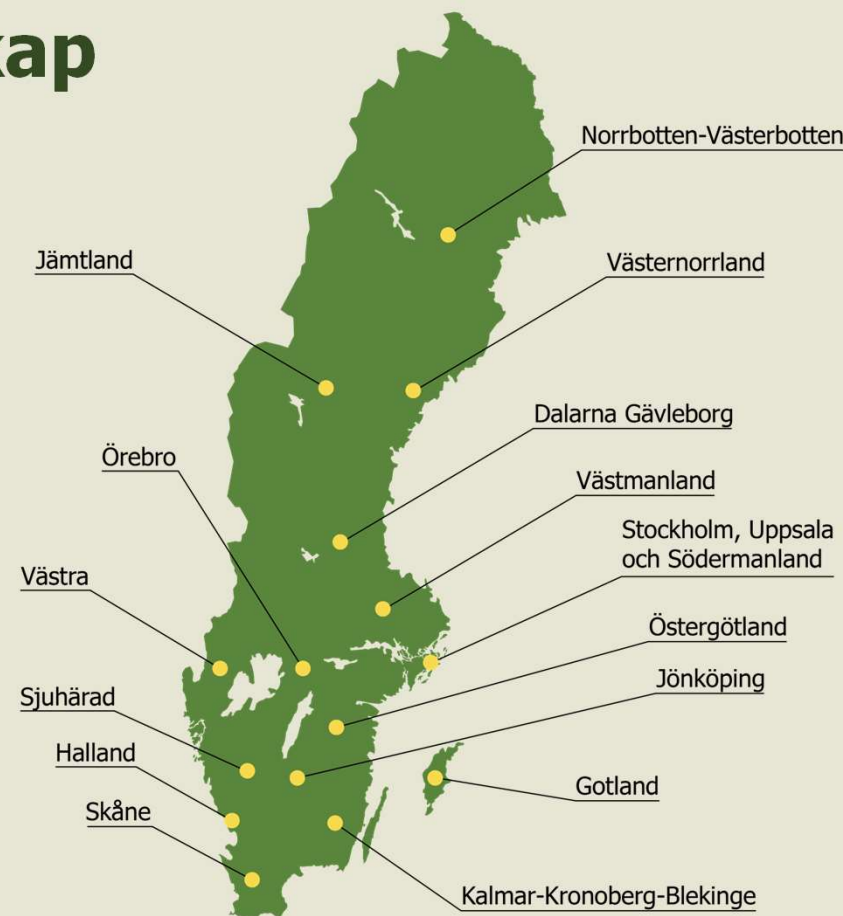 kap
Norrbotten-Västerbotten
Jämtland
Västernorrland
Dalarna Gävleborg
Örebro
Västmanland
Stockholm, Uppsala
och Södermanland
Västra
Östergötland
Jönköping
Sjuhärad
Halland
Gotland
Skåne
Kalmar-Kronoberg-Blekinge